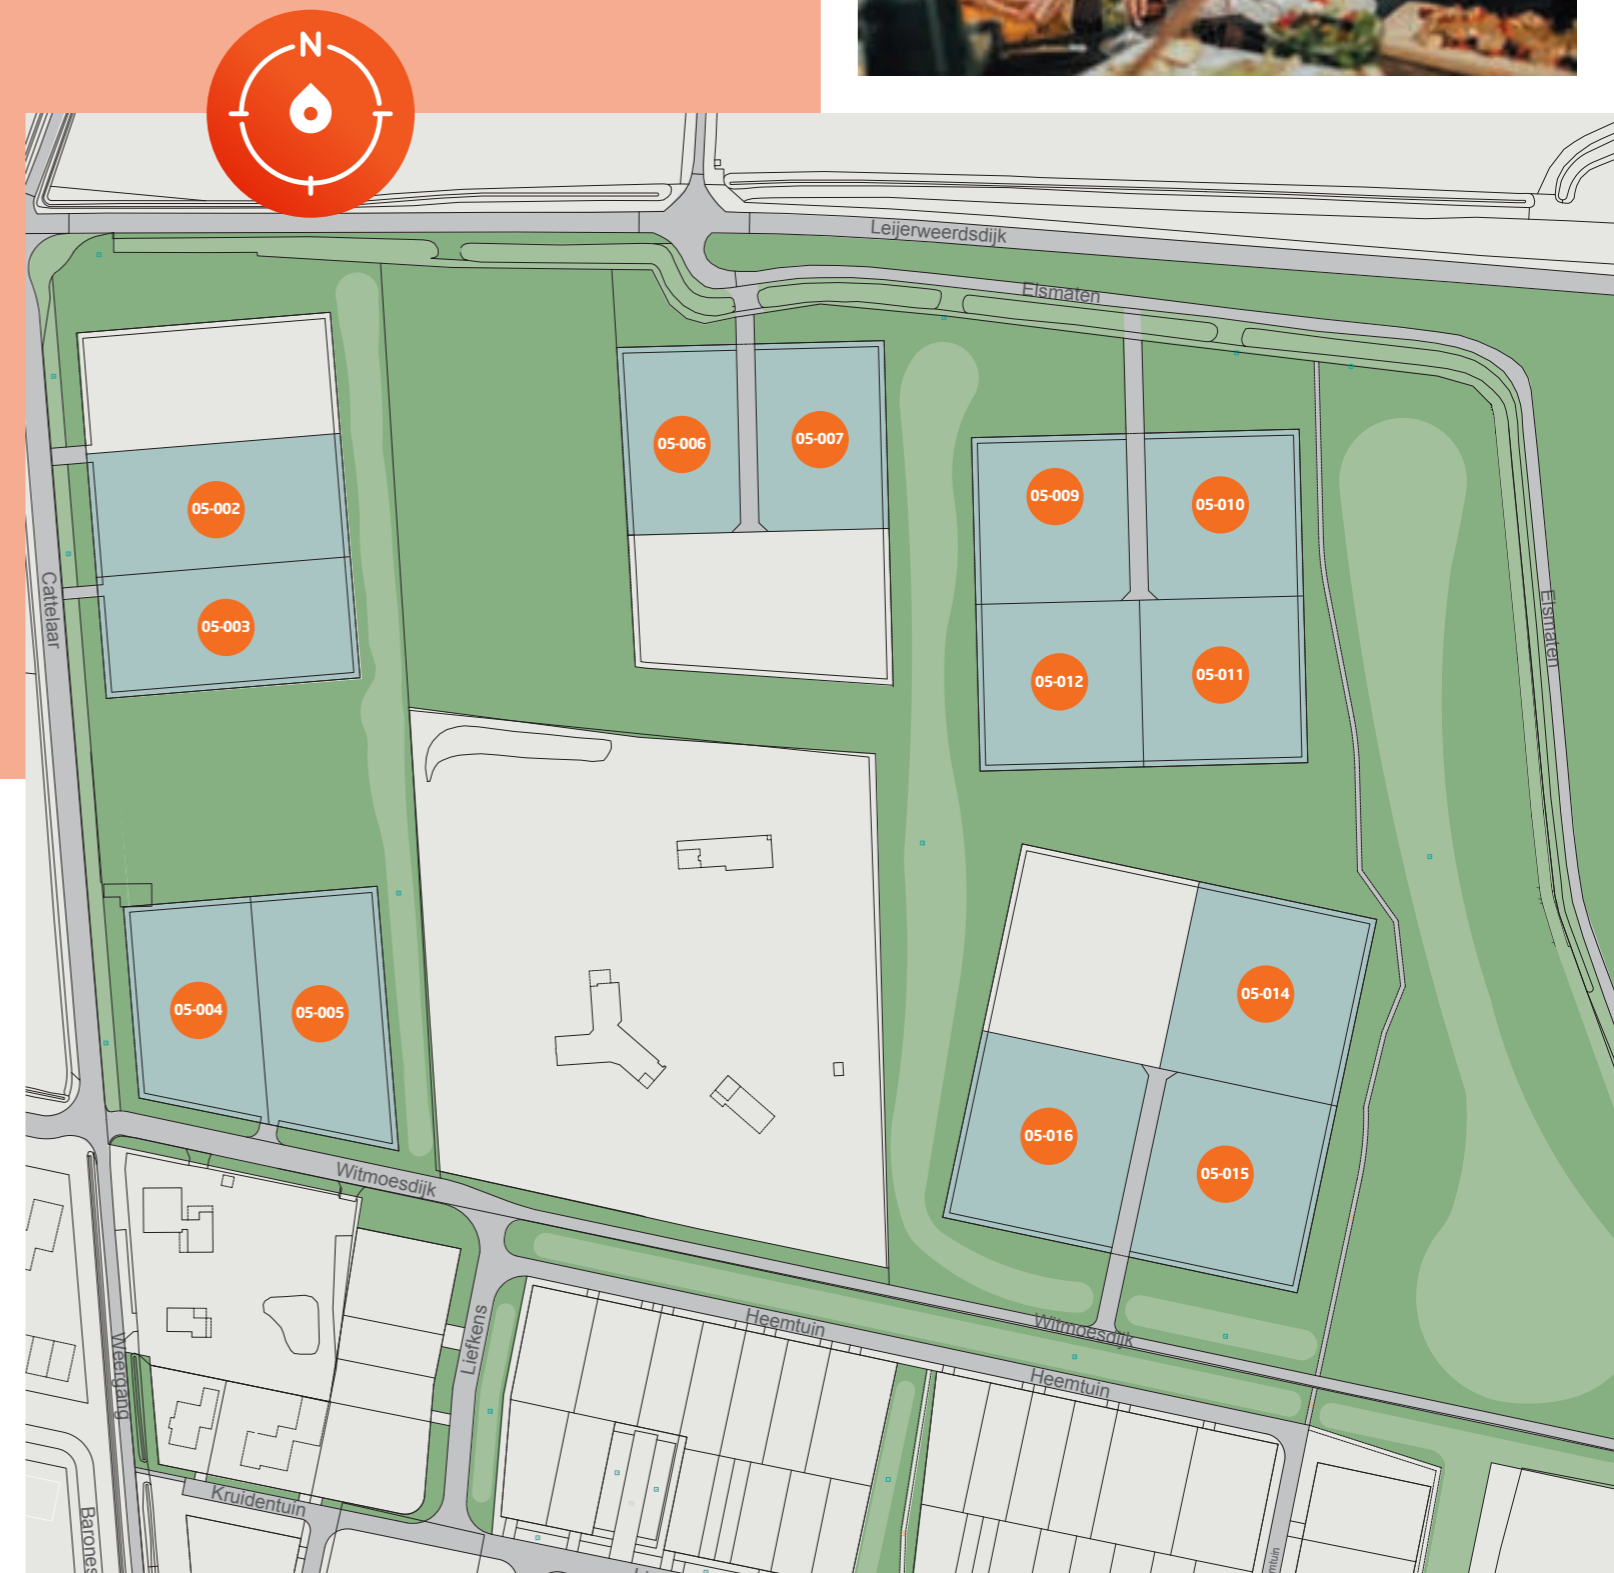 N
Leijerweerdsdijk
Elsmaten
05-006
05-007
05-009
05-010
05-002
Cattelaar
05-003
Elsmaten
05-012
05-011
05-004
05-005
05-014
05-016
05-015
Witmoesdijk
Liefkens
Heemtuin
Witmoesdijk
Weergang
Heemtuin
Kruidentuin